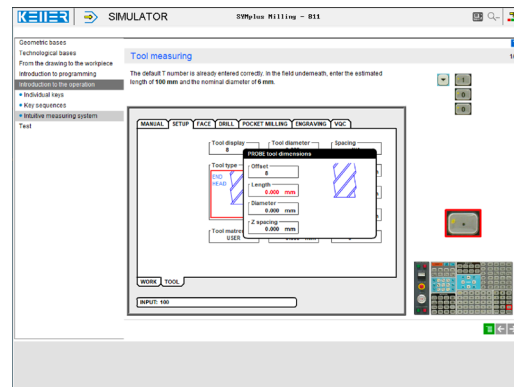 KELLER SIMULATOR SYMplus Milling - 811
Geometric bases
Technological bases
From the drawing to the workpiece
Introduction to programming
Introduction to the operation
Individual keys
Key sequences
Intuitive measuring system
Test
Tool measuring
The default T number is already entered correctly. In the field underneath, enter the estimated
length of 100 mm and the nominal diameter of 6 mm.
1
0
0
MANUAL SETUP FACE DRILL POCKET MILLING ENGRAVING VQC
Tool display Tool diameter Spacing
8
PROBE tool dimensions
Tool type
END
HEAD
Offset
8
Length
0.000 mm
Diameter
0.000 mm
Z spacing
0.000 mm
USER
WORK TOOL
INPUT: 100